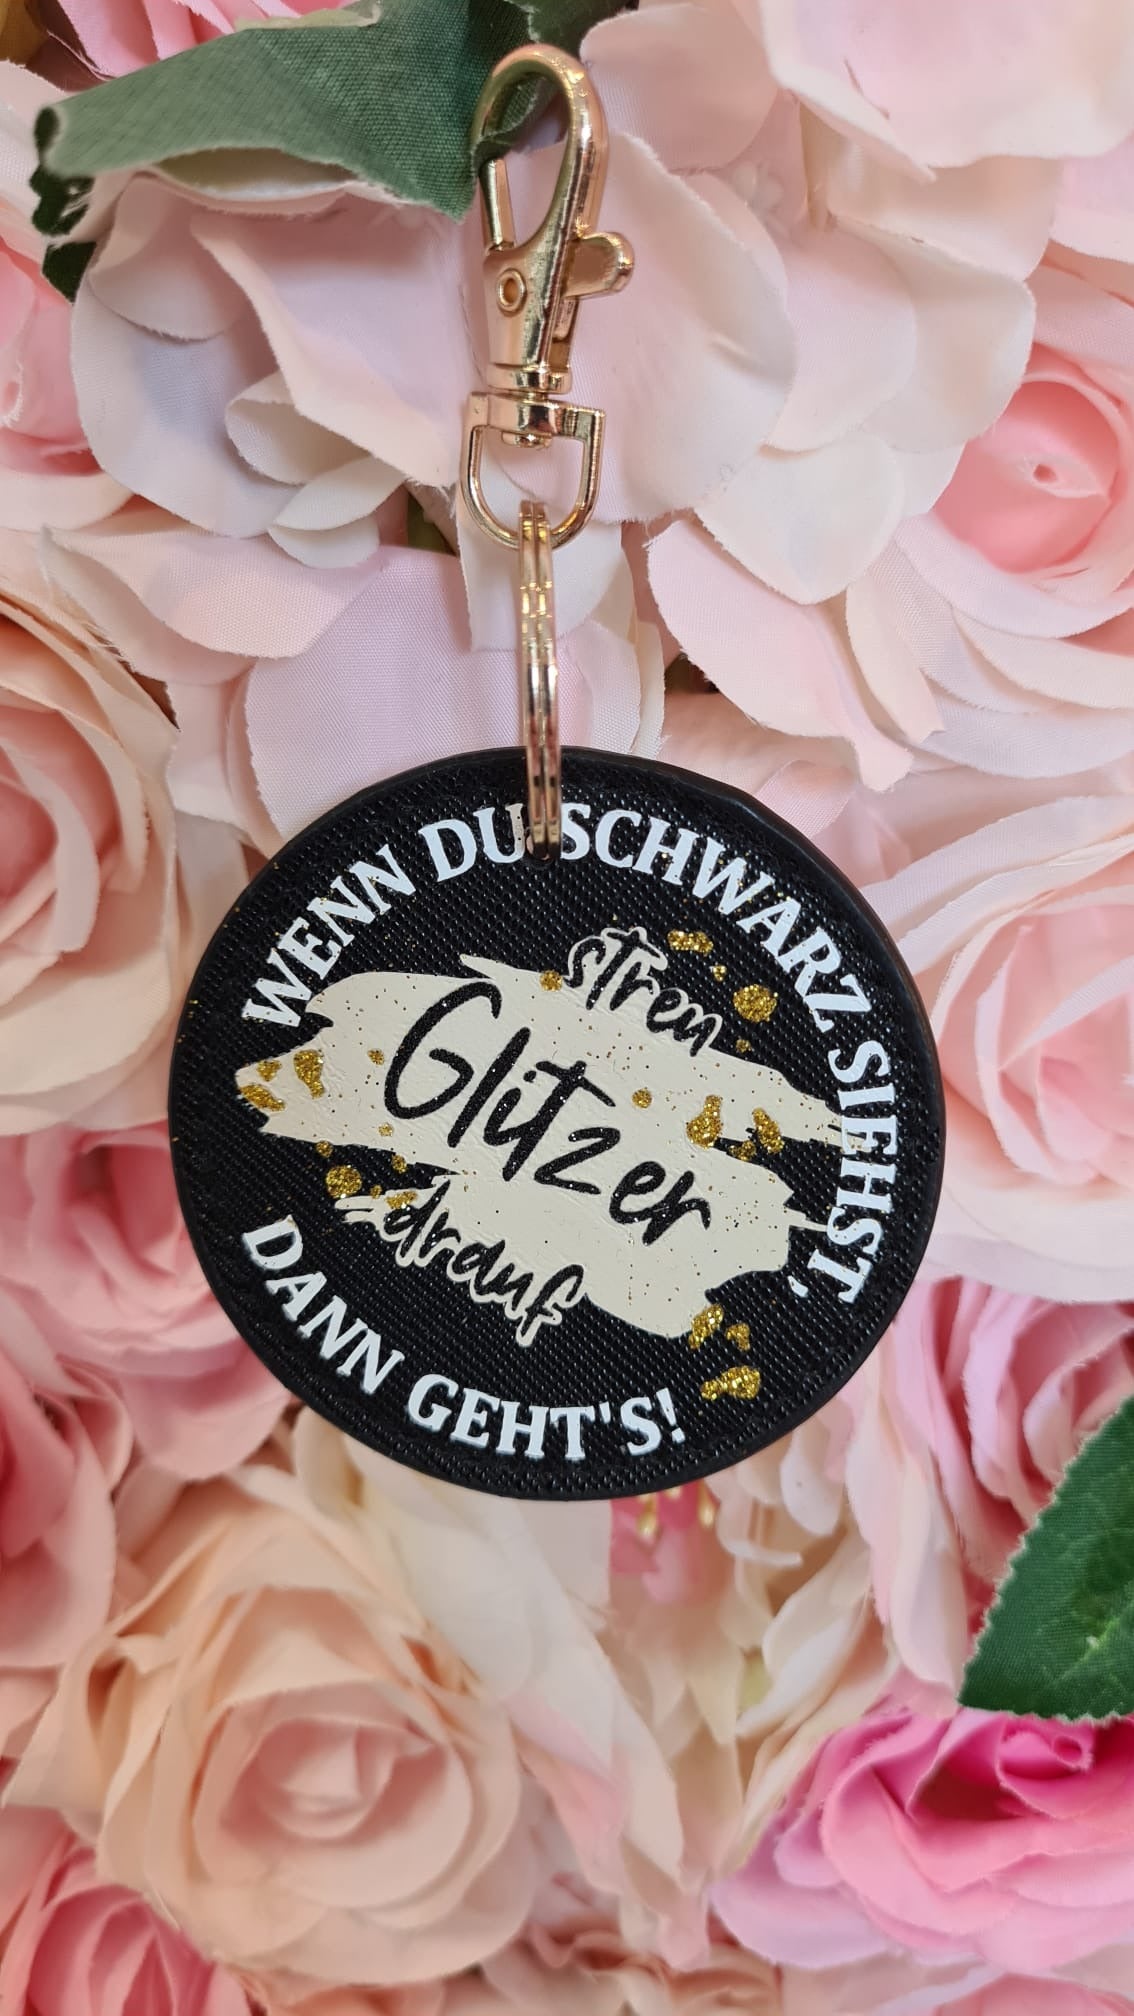 WENN DU SCHWARZ SIEHST,
streu
Glitzer
drauf
DANN GEHT'S!